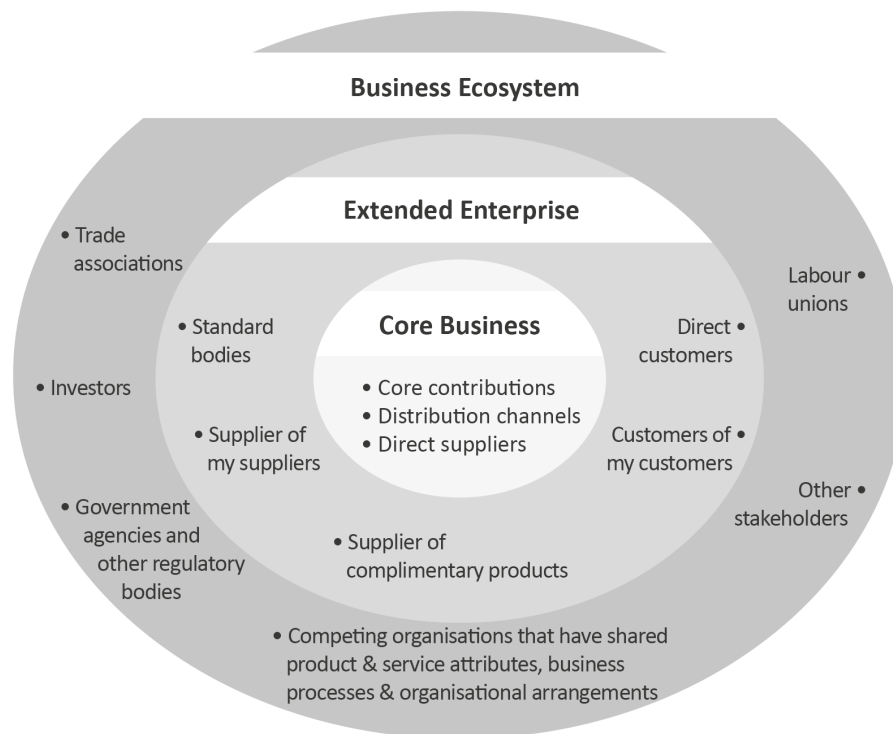 Business Ecosystem
Extended Enterprise
• Trade
associations
Labour •
unions
Core Business
• Standard
bodies
Direct •
customers
• Investors
• Core contributions
• Distribution channels
• Direct suppliers
• Supplier of
my suppliers
Customers of •
my customers
• Government
agencies and
other regulatory
bodies
Other •
stakeholders
• Supplier of
complimentary products
• Competing organisations that have shared
product & service attributes, business
processes & organisational arrangements